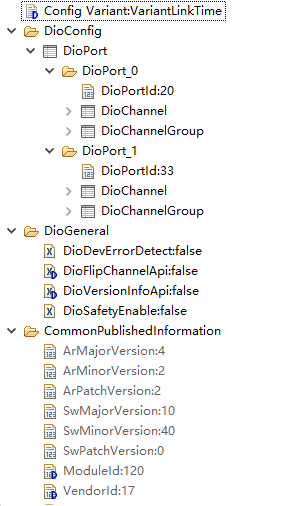 Config Variant:VariantLinkTime
DioConfig
DioPort
DioPort_0
DioPortId:20
DioChannel
DioChannelGroup
DioPort_1
DioPortId:33
DioChannel
DioChannelGroup
DioGeneral
DioDevErrorDetect:false
DioFlipChannelApi:false
DioVersionInfoApi:false
DioSafetyEnable:false
CommonPublishedInformation
ArMajorVersion:4
ArMinorVersion:2
ArPatchVersion:2
SwMajorVersion:10
SwMinorVersion:40
SwPatchVersion:0
ModuleId:120
VendorId:17